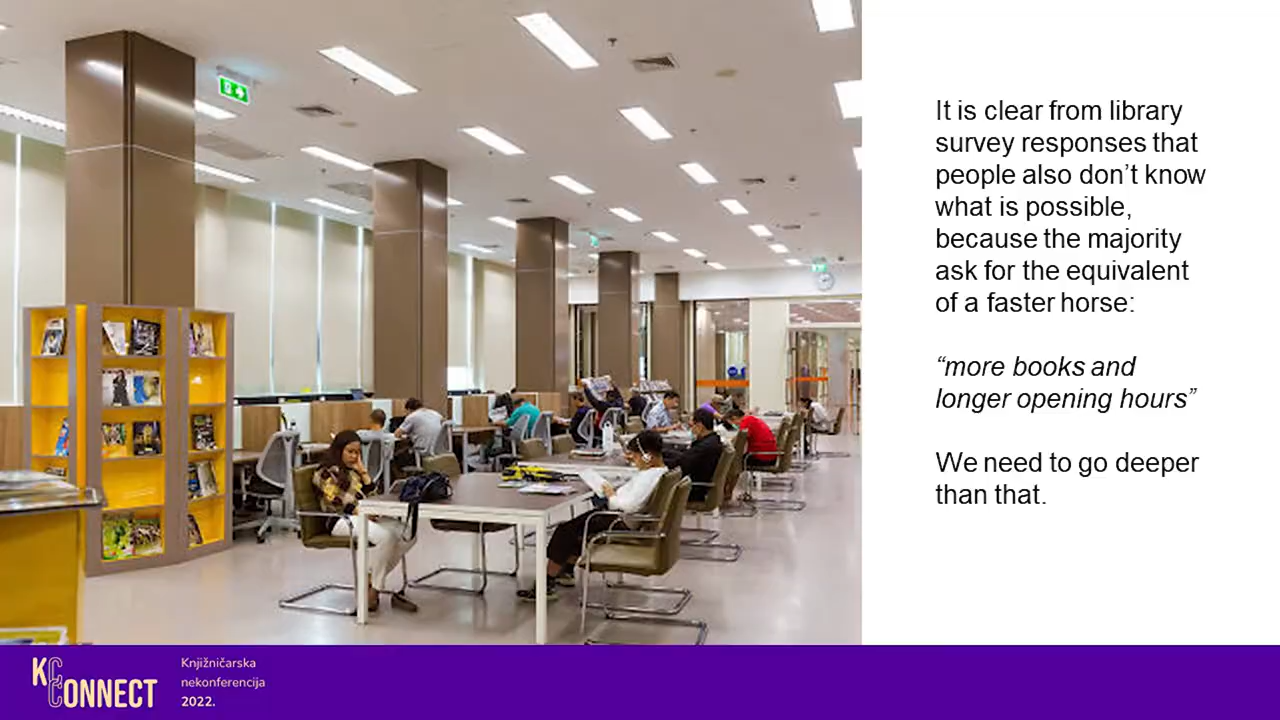 It is clear from library
survey responses that
people also don’t know
what is possible,
because the majority
ask for the equivalent
of a faster horse:
“more books and
longer opening hours”
We need to go deeper
than that.
KC
CONNECT
Knjižničarska
nekonferencija
2022.